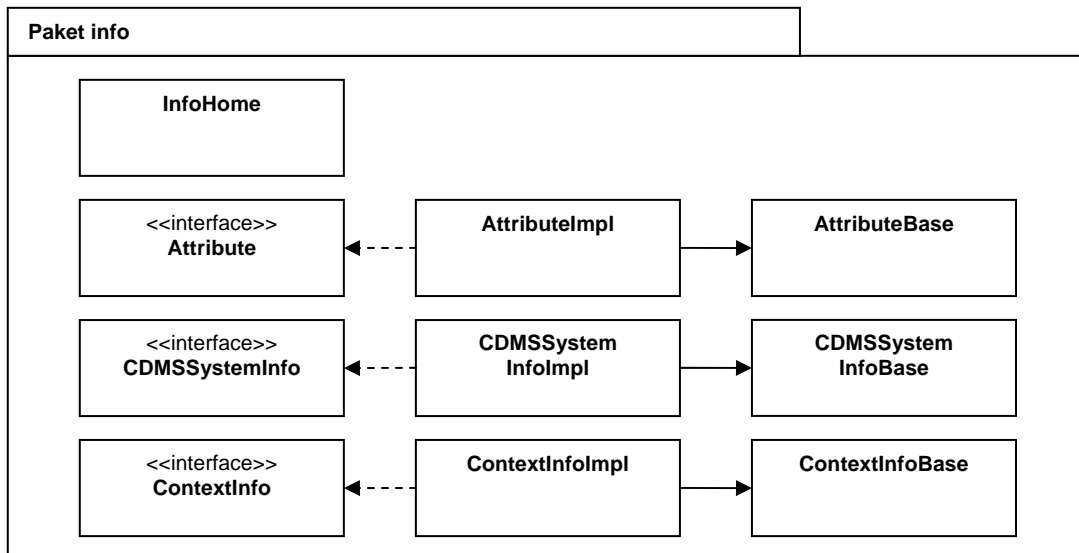 Paket info
InfoHome
<<interface>>
Attribute
AttributeImpl
AttributeBase
<<interface>>
CDMSSystemInfo
CDMSSystem
InfoImpl
CDMSSystem
InfoBase
<<interface>>
ContextInfo
ContextInfoImpl
ContextInfoBase